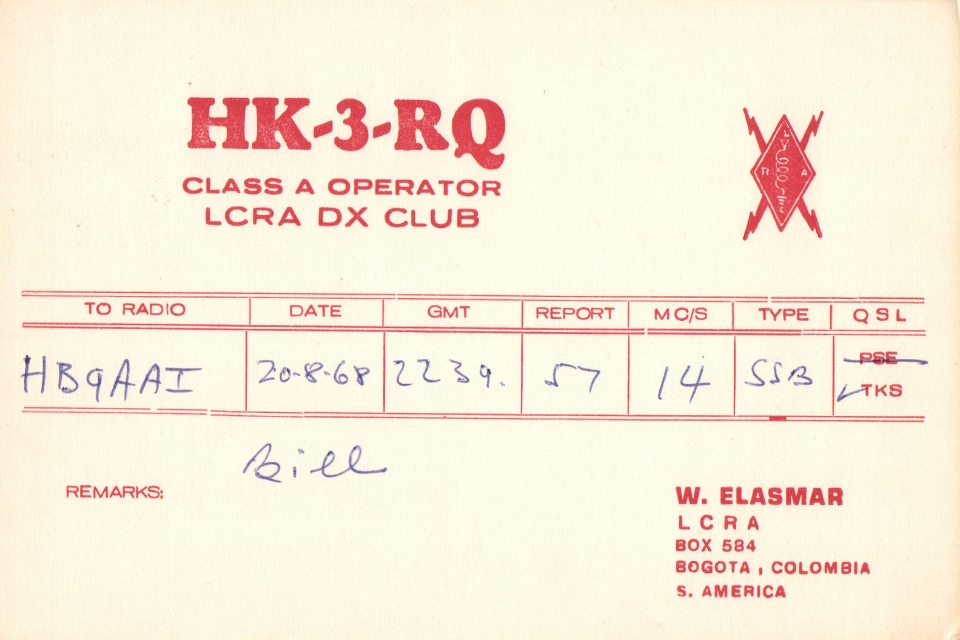 HK-3-RQ
CLASS A OPERATOR
LCRA DX CLUB
R A
TO RADIO DATE GMT REPORT MC/S TYPE QSL
HB9AAI 20-8-68 2239. 57 14 SSB PSE
TKS
Bill
REMARKS:
W. ELASMAR
LCRA
BOX 584
BOGOTA, COLOMBIA
S. AMERICA